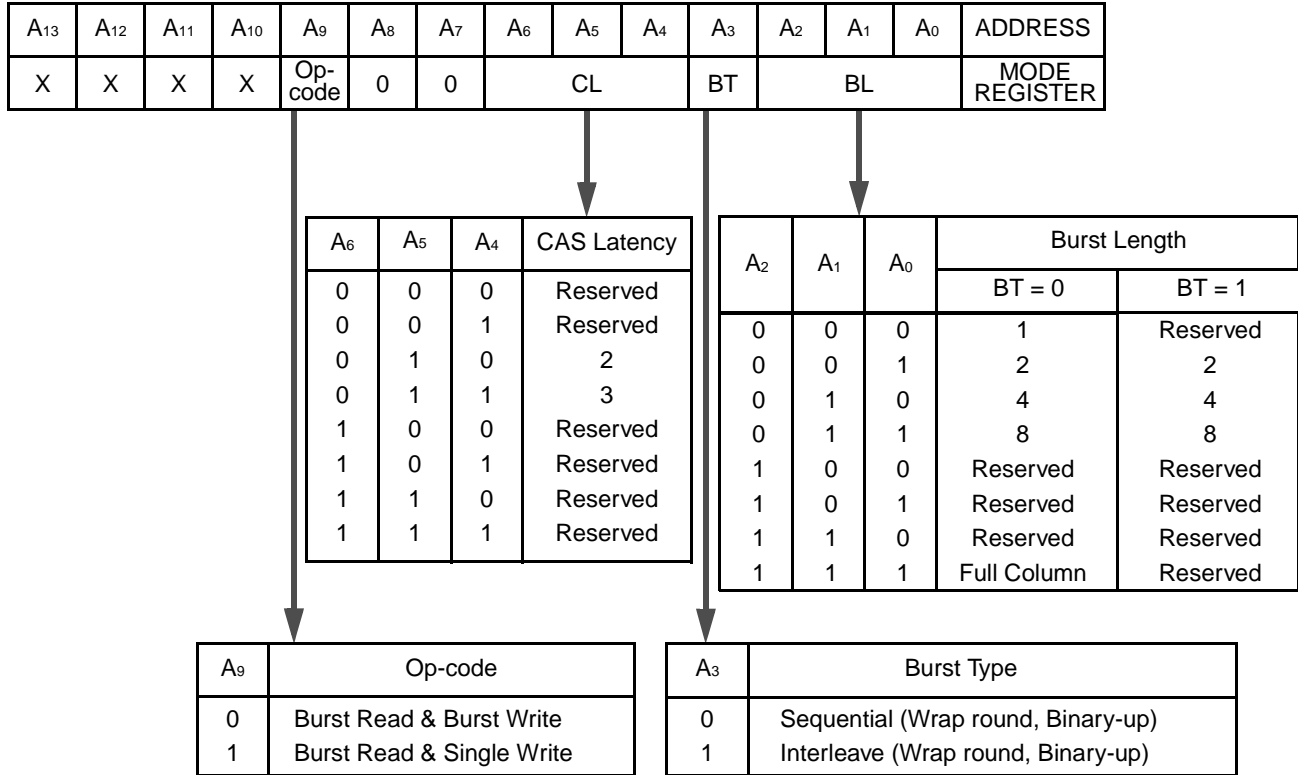 A13 A12 A11 A10 A9 A8 A7 A6 A5 A4 A3 A2 A1 A0 ADDRESS
X X X X Op-code 0 0 CL BT BL MODE REGISTER
A6 A5 A4 CAS Latency
0 0 0 Reserved
0 0 1 Reserved
0 1 0 2
0 1 1 3
1 0 0 Reserved
1 0 1 Reserved
1 1 0 Reserved
1 1 1 Reserved
A2 A1 A0 Burst Length
BT = 0 BT = 1
0 0 0 1 Reserved
0 0 1 2 2
0 1 0 4 4
0 1 1 8 8
1 0 0 Reserved Reserved
1 0 1 Reserved Reserved
1 1 0 Reserved Reserved
1 1 1 Full Column Reserved
A9 Op-code
0 Burst Read & Burst Write
1 Burst Read & Single Write
A3 Burst Type
0 Sequential (Wrap round, Binary-up)
1 Interleave (Wrap round, Binary-up)